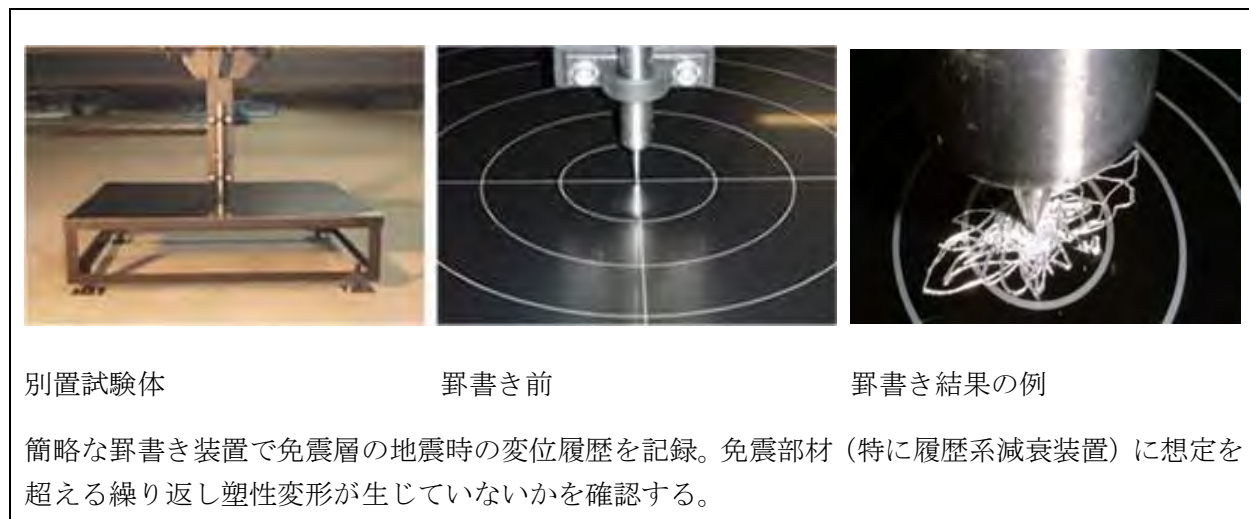 別置試験体
罫書き前
罫書き結果の例
簡略な罫書き装置で免震層の地震時の変位履歴を記録。免震部材（特に履歴系減衰装置）に想定を
超える繰り返し塑性変形が生じていないかを確認する。